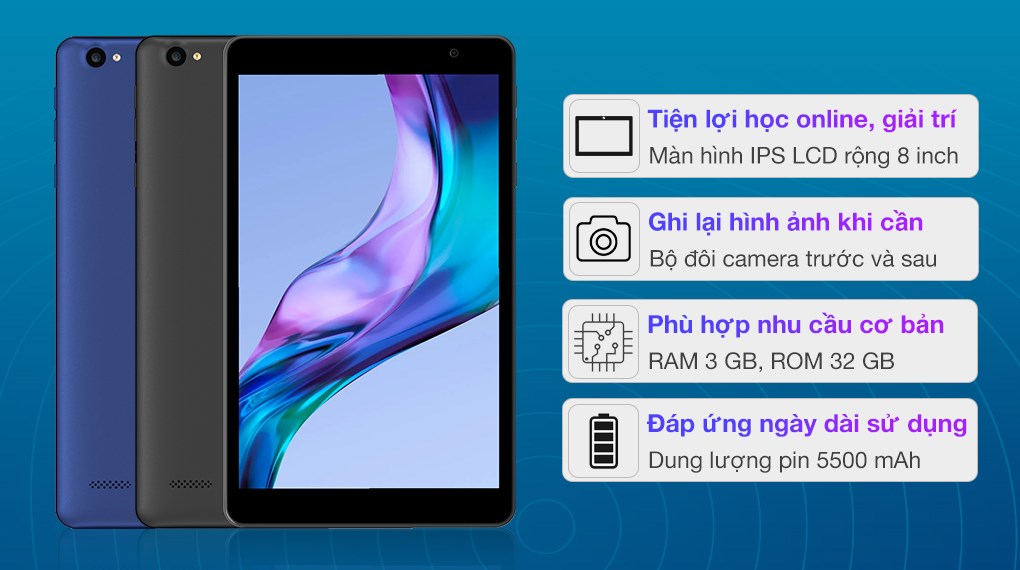 Tiện lợi học online, giải trí
Màn hình IPS LCD rộng 8 inch
Ghi lại hình ảnh khi cần
Bộ đôi camera trước và sau
Phù hợp nhu cầu cơ bản
RAM 3 GB, ROM 32 GB
Đáp ứng ngày dài sử dụng
Dung lượng pin 5500 mAh